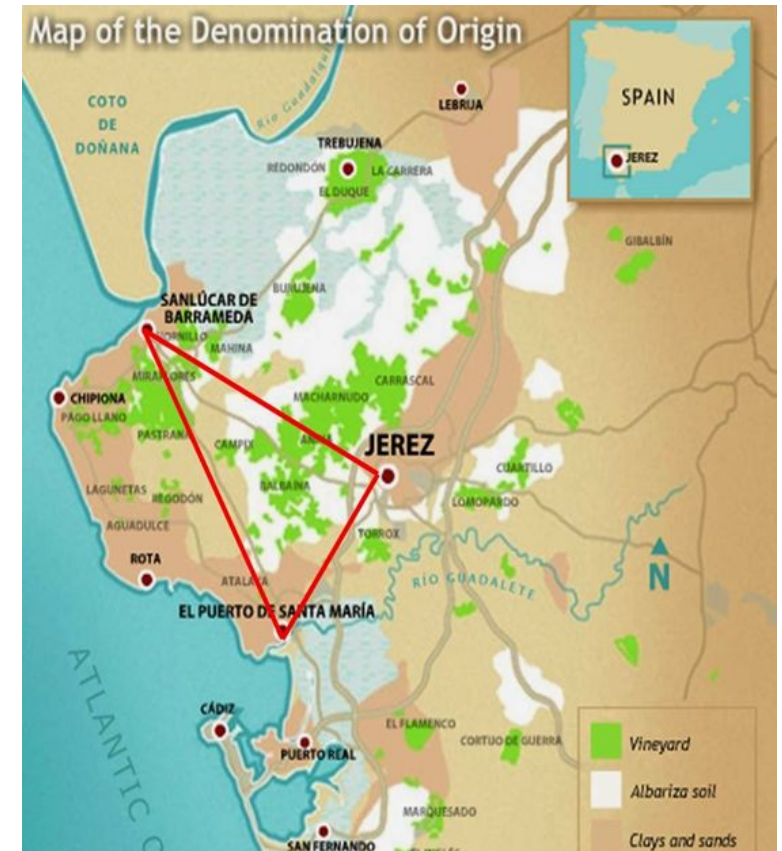 Map of the Denomination of Origin
COTO
DE
DOÑANA
Río Guadalqui
LEBRIJA
SPAIN
JEREZ
TREBUJENA
REDONDÓN
LA CARRERA
EL DUQUE
GIBALBÍN
BURUJENA
SANLÚCAR DE
BARRAMEDA
HORNILLO
MAHINA
MIRAFLORES
CARRASCAL
CHIPIONA
MACHARNUDO
PAGO LLANO
PASTRANA
CAMPIX
JEREZ
BALBAINA
CUARTILLO
LAGUNETAS
REGODÓN
LOMOPARDO
AGUADULCE
TORROX
ROTA
ATALAYA
RÍO GUADALETE
N
EL PUERTO DE SANTA MARÍA
ATLANTIC
CÁDIZ
EL FLAMENCO
CORTIJO DE GUERRA
PUERTO REAL
Vineyard
Albariza soil
MARQUESADO
Clays and sands
SAN FERNANDO